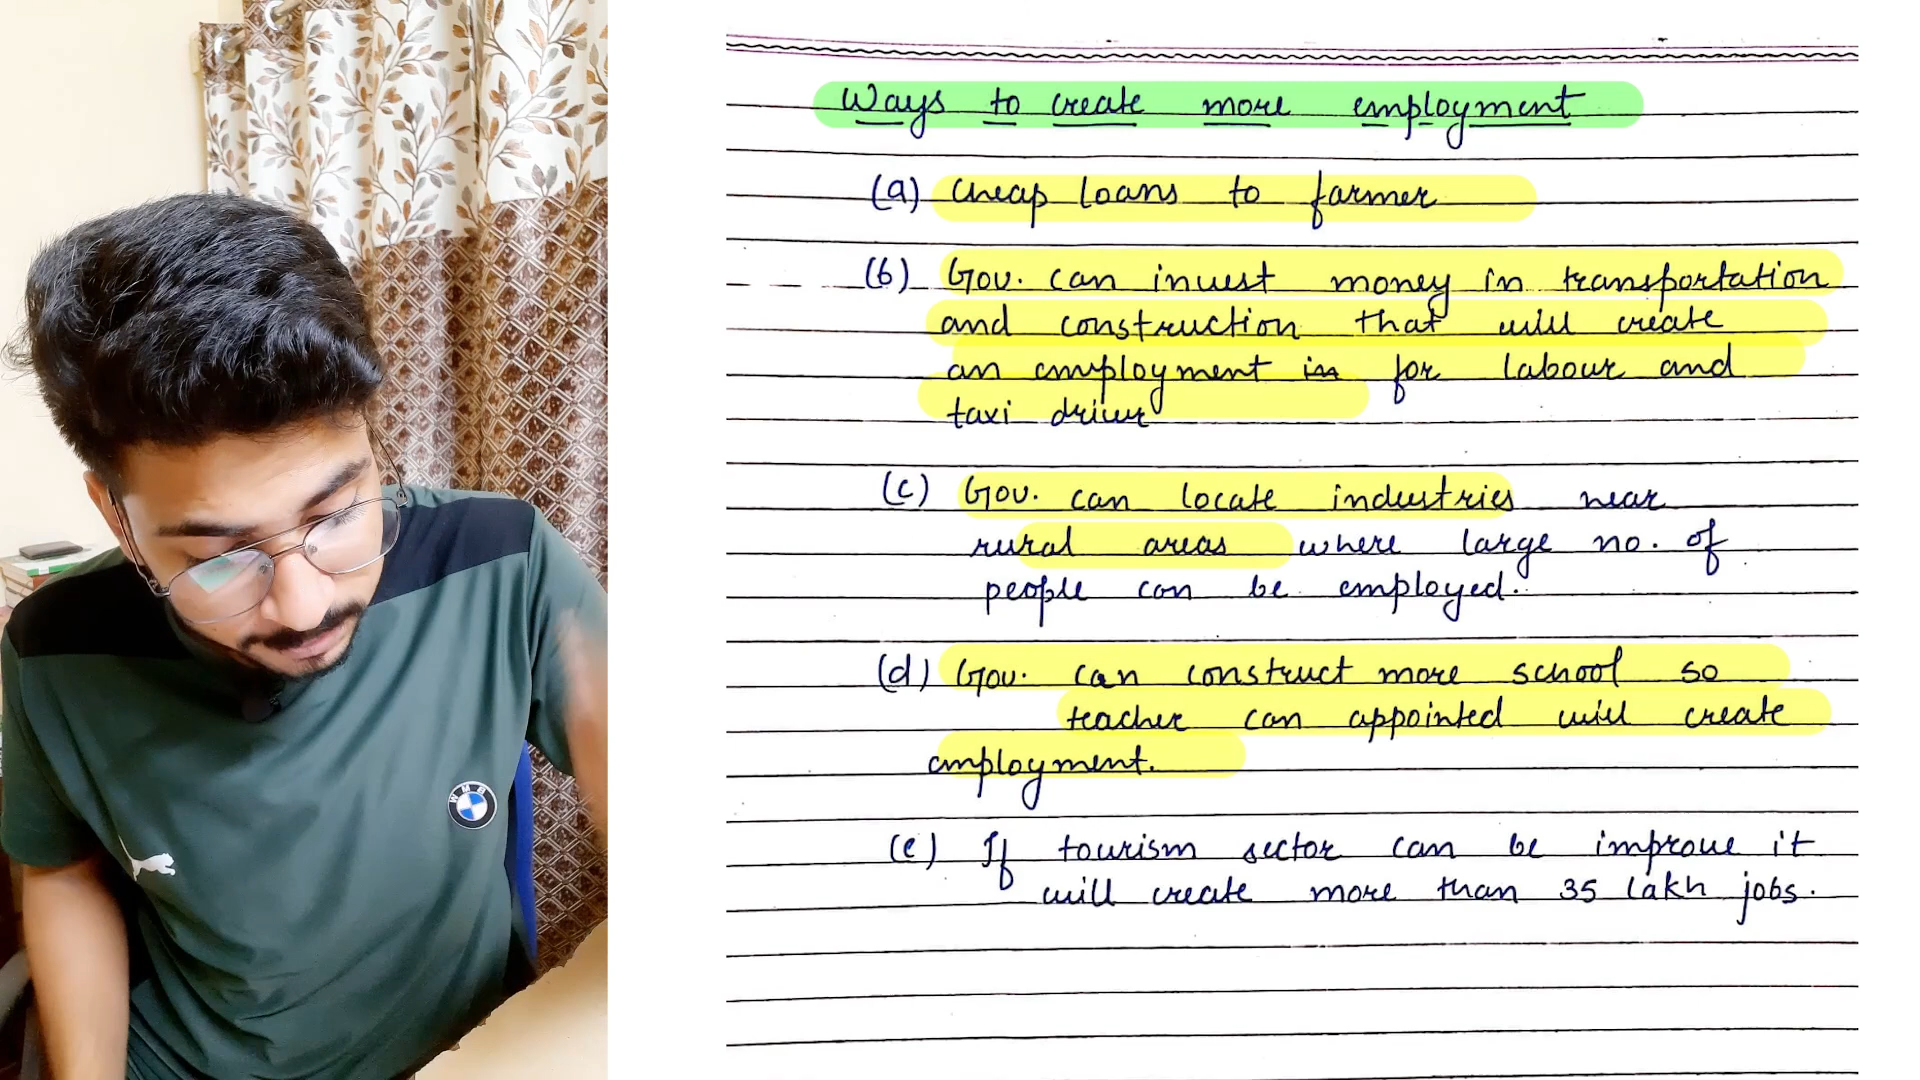 Ways to create more employment
(a) cheap loans to farmer
(b) Gov. can invest money in transportation
and construction that will create
an employment in for labour and
taxi driver
(c) Gov. can locate industries near
rural areas where large no. of
people can be employed.
(d) Gov. can construct more school so
teacher can appointed will create
employment.
(e) If tourism sector can be improve it
will create more than 35 lakh jobs.
BMW